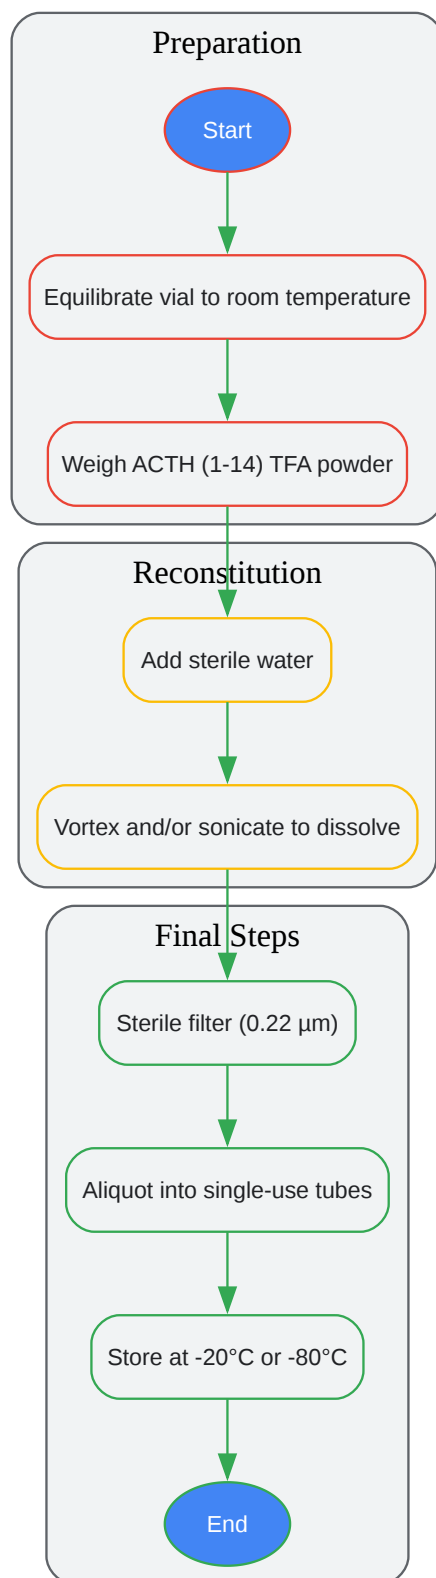 Preparation
Start
Equilibrate vial to room temperature
Weigh ACTH (1-14) TFA powder
Reconstitution
Add sterile water
Vortex and/or sonicate to dissolve
Final Steps
Sterile filter (0.22 µm)
Aliquot into single-use tubes
Store at -20°C or -80°C
End